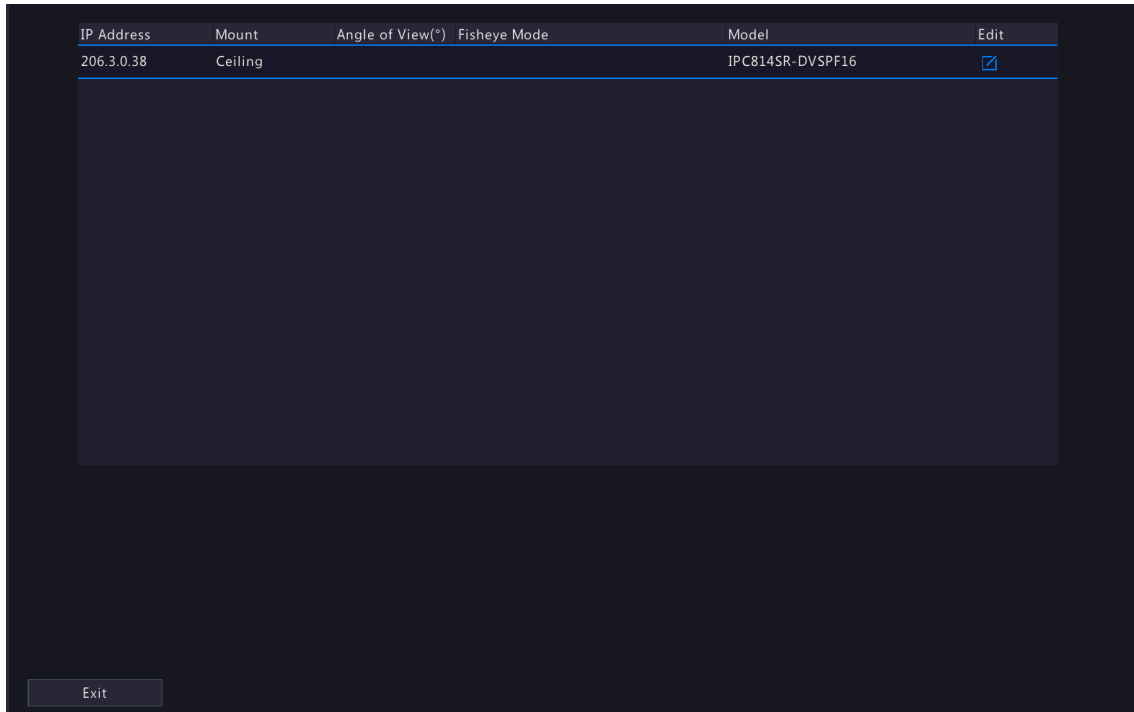 IP Address Mount Angle of View(°) Fisheye Mode Model Edit
206.3.0.38 Ceiling IPC814SR-DVSPF16
Exit